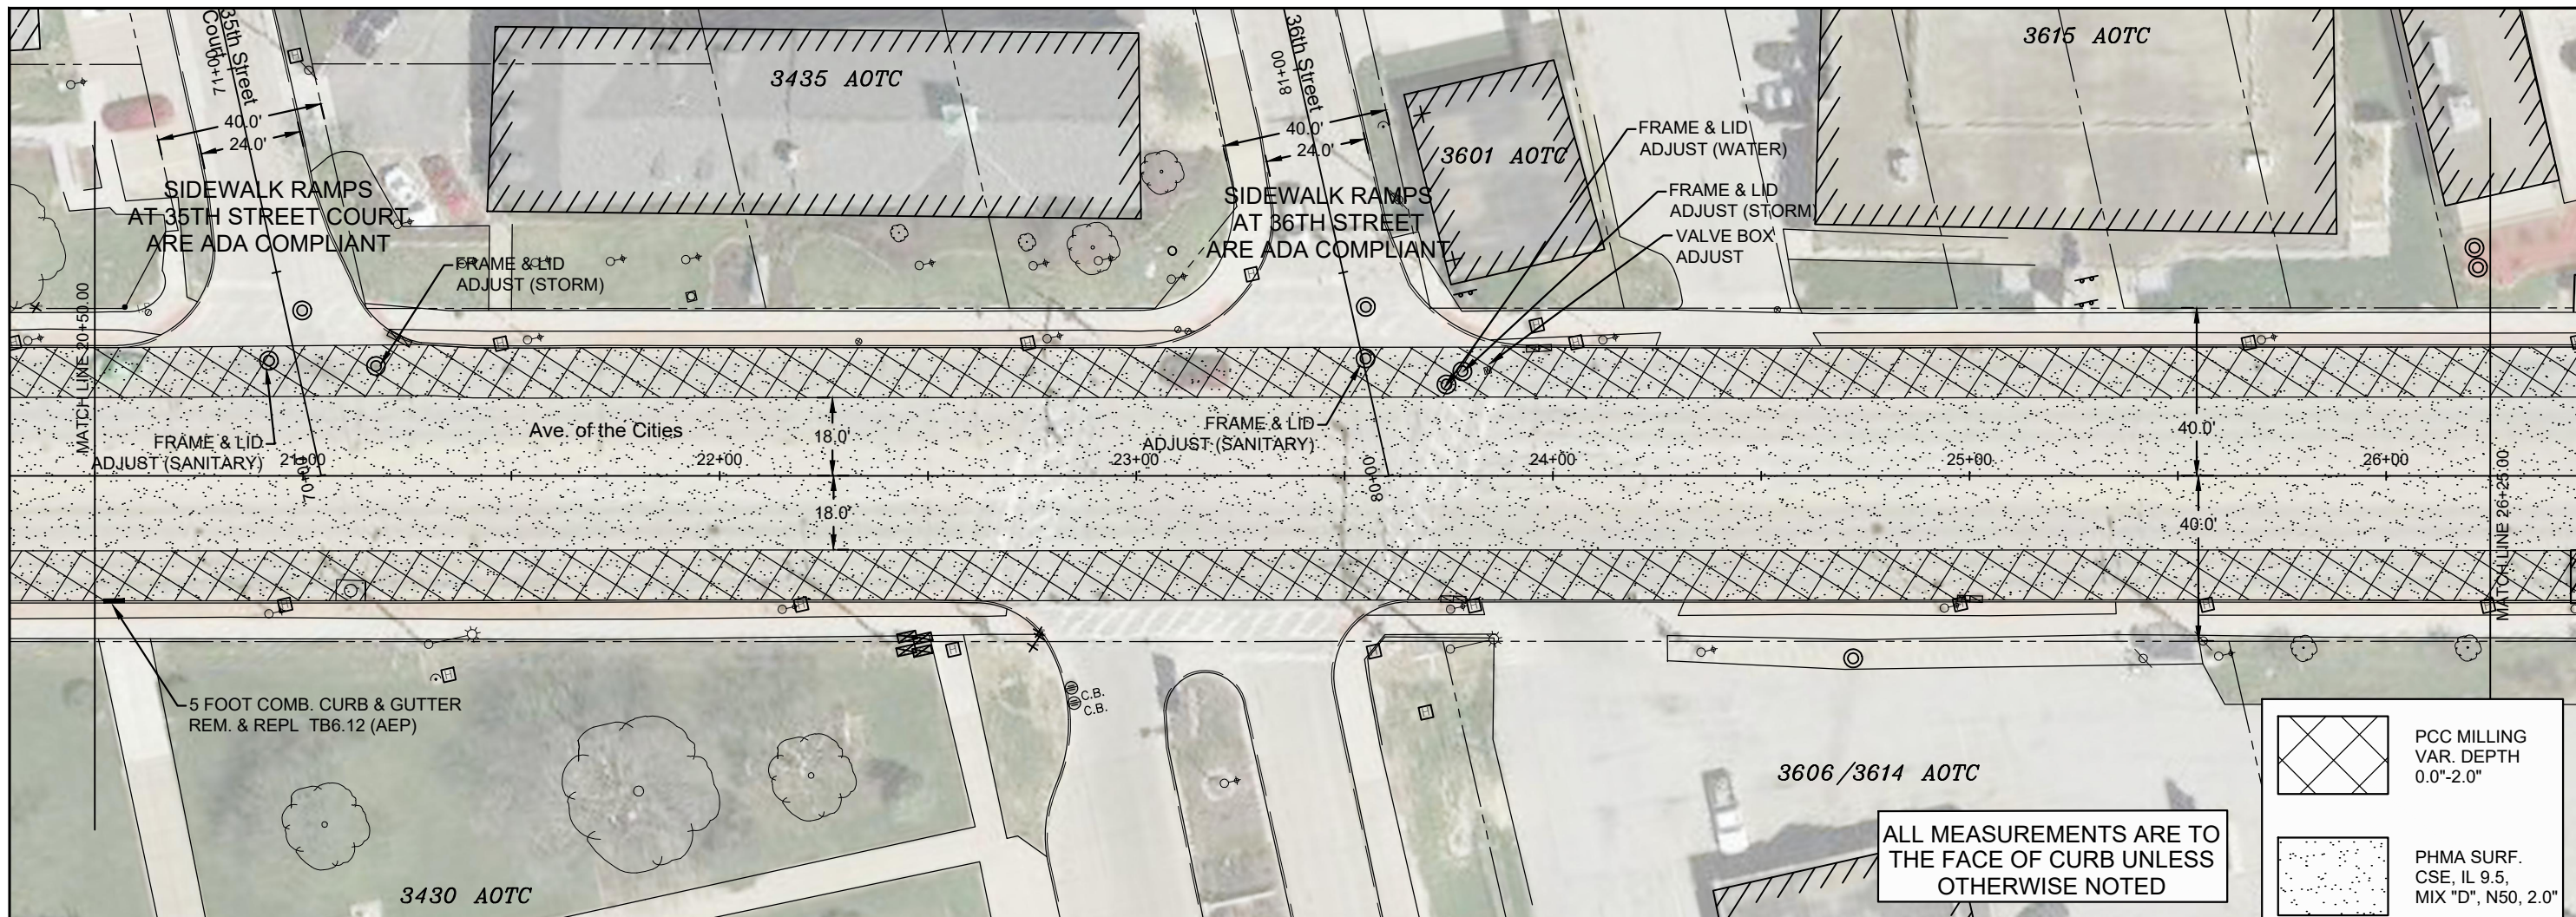 35th Street
Court
71+00
40.0'
24.0'
SIDEWALK RAMPS
AT 35TH STREET COURT
ARE ADA COMPLIANT
3435 AOTC
FRAME & LID
ADJUST (STORM)
36th Street
81+00
40.0'
24.0'
SIDEWALK RAMPS
AT 36TH STREET
ARE ADA COMPLIANT
3601 AOTC
FRAME & LID
ADJUST (WATER)
FRAME & LID
ADJUST (STORM)
VALVE BOX
ADJUST
3615 AOTC
MATCH LINE 20+50.00
FRAME & LID
ADJUST (SANITARY)
Ave. of the Cities
18.0'
18.0'
FRAME & LID
ADJUST (SANITARY)
21+00
22+00
23+00
24+00
25+00
26+00
70+00
80+00
40.0'
40.0'
MATCH LINE 26+25.00
5 FOOT COMB. CURB & GUTTER
REM. & REPL TB6.12 (AEP)
C.B.
C.B.
3430 AOTC
3606/3614 AOTC
ALL MEASUREMENTS ARE TO
THE FACE OF CURB UNLESS
OTHERWISE NOTED
PCC MILLING
VAR. DEPTH
0.0"-2.0"
PHMA SURF.
CSE, IL 9.5,
MIX "D", N50, 2.0"